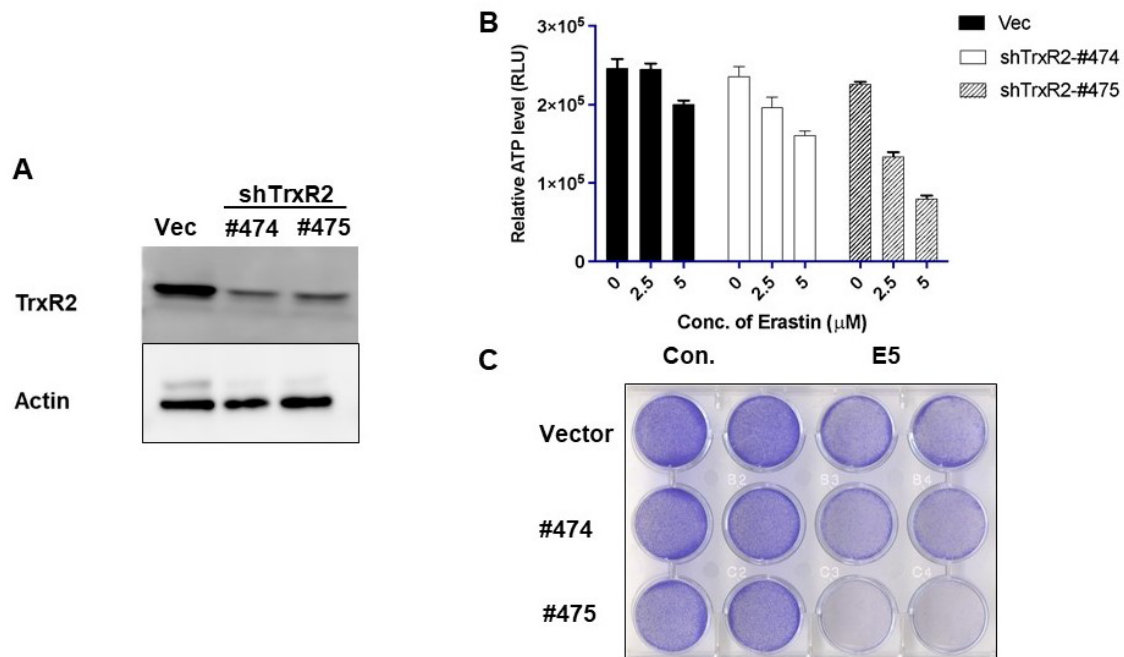 A
shTrxR2
Vec #474 #475
TrxR2
Actin
B
Relative ATP level (RLU)
3×10⁵
2×10⁵
1×10⁵
0
0 2.5 5 0 2.5 5 0 2.5 5
Conc. of Erastin (μM)
Vec
shTrxR2-#474
shTrxR2-#475
C
Con. E5
Vector
#474
#475
B2 B3 B4
C2 C3 C4